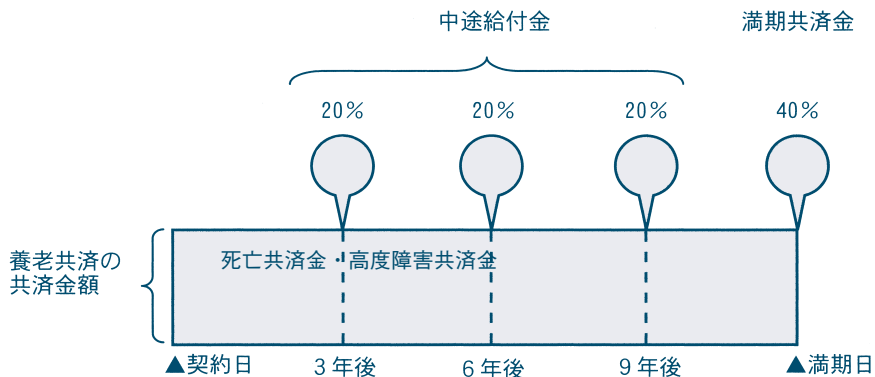 中途給付金
満期共済金
20%
20%
20%
40%
養老共済の
共済金額
死亡共済金・高度障害共済金
▲契約日
3年後
6年後
9年後
▲満期日